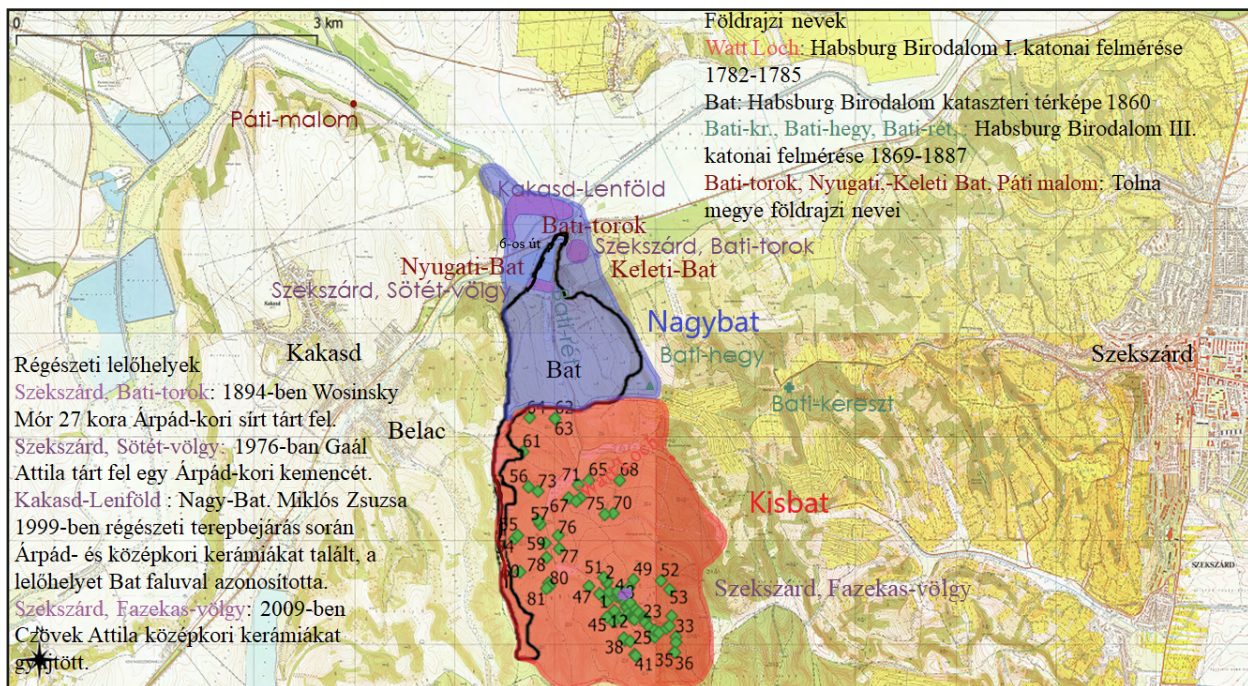 0
3 km
Földrajzi nevek
Watt Loch: Habsburg Birodalom I. katonai felmérése
1782-1785
Bat: Habsburg Birodalom kataszteri térképe 1860
Bati-kr., Bati-hegy, Bati-rét, : Habsburg Birodalom III.
katonai felmérése 1869-1887
Bati-torok, Nyugati,-Keleti Bat, Páti malom: Tolna
megye földrajzi nevei
Páti-malom
Kakasd-Lenföld
Bati-torok
6-os út
Szekszárd, Bati-torok
Nyugati-Bat
Keleti-Bat
Szekszárd, Sötét-völgy
Bati-rét
Nagybat
Kakasd
Kakasd
Bati-hegy
Szekszárd
Bat
Bati-kereszt
Belac
Régészeti lelőhelyek
Szekszárd, Bati-torok: 1894-ben Wosinsky
Mór 27 kora Árpád-kori sírt tárt fel.
Szekszárd, Sötét-völgy: 1976-ban Gaál
Attila tárt fel egy Árpád-kori kemencét.
Kakasd-Lenföld : Nagy-Bat. Miklós Zsuzsa
1999-ben régészeti terepbejárás során
Árpád- és középkori kerámiákat talált, a
lelőhelyet Bat faluval azonosította.
Szekszárd, Fazekas-völgy: 2009-ben
Czövek Attila középkori kerámiákat
gyűjtött.
62
63
61
56
73
71
65
68
67
75
70
Kisbat
57
76
59
77
78
80
81
51
2
49
52
53
47
1
Szekszárd, Fazekas-völgy
45
12
23
33
38
25
35
36
41
SZEKSZÁRD